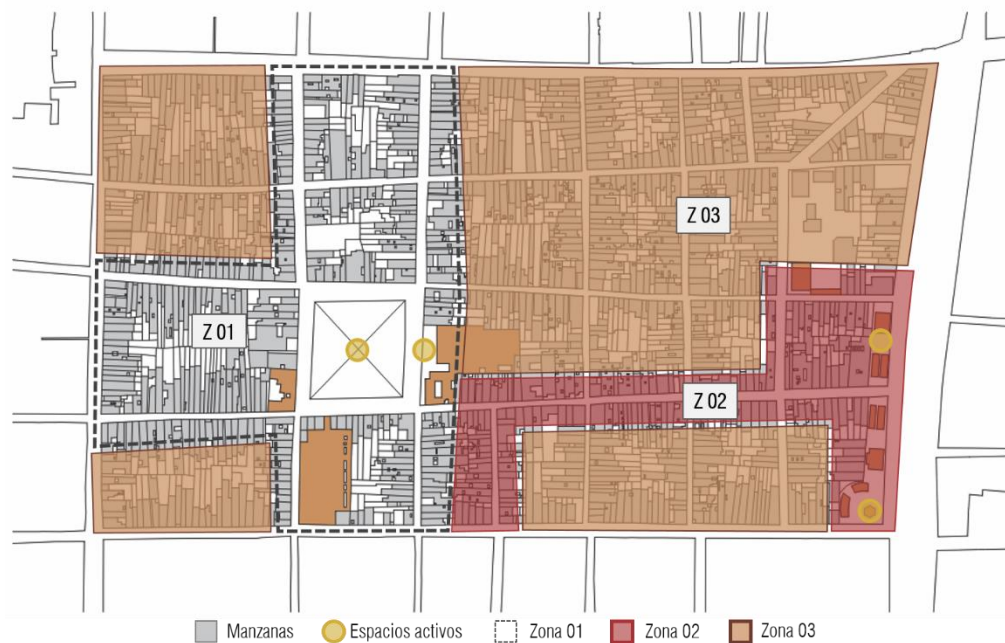 Z 03
Z 01
Z 02
Manzanas
Espacios activos
Zona 01
Zona 02
Zona 03